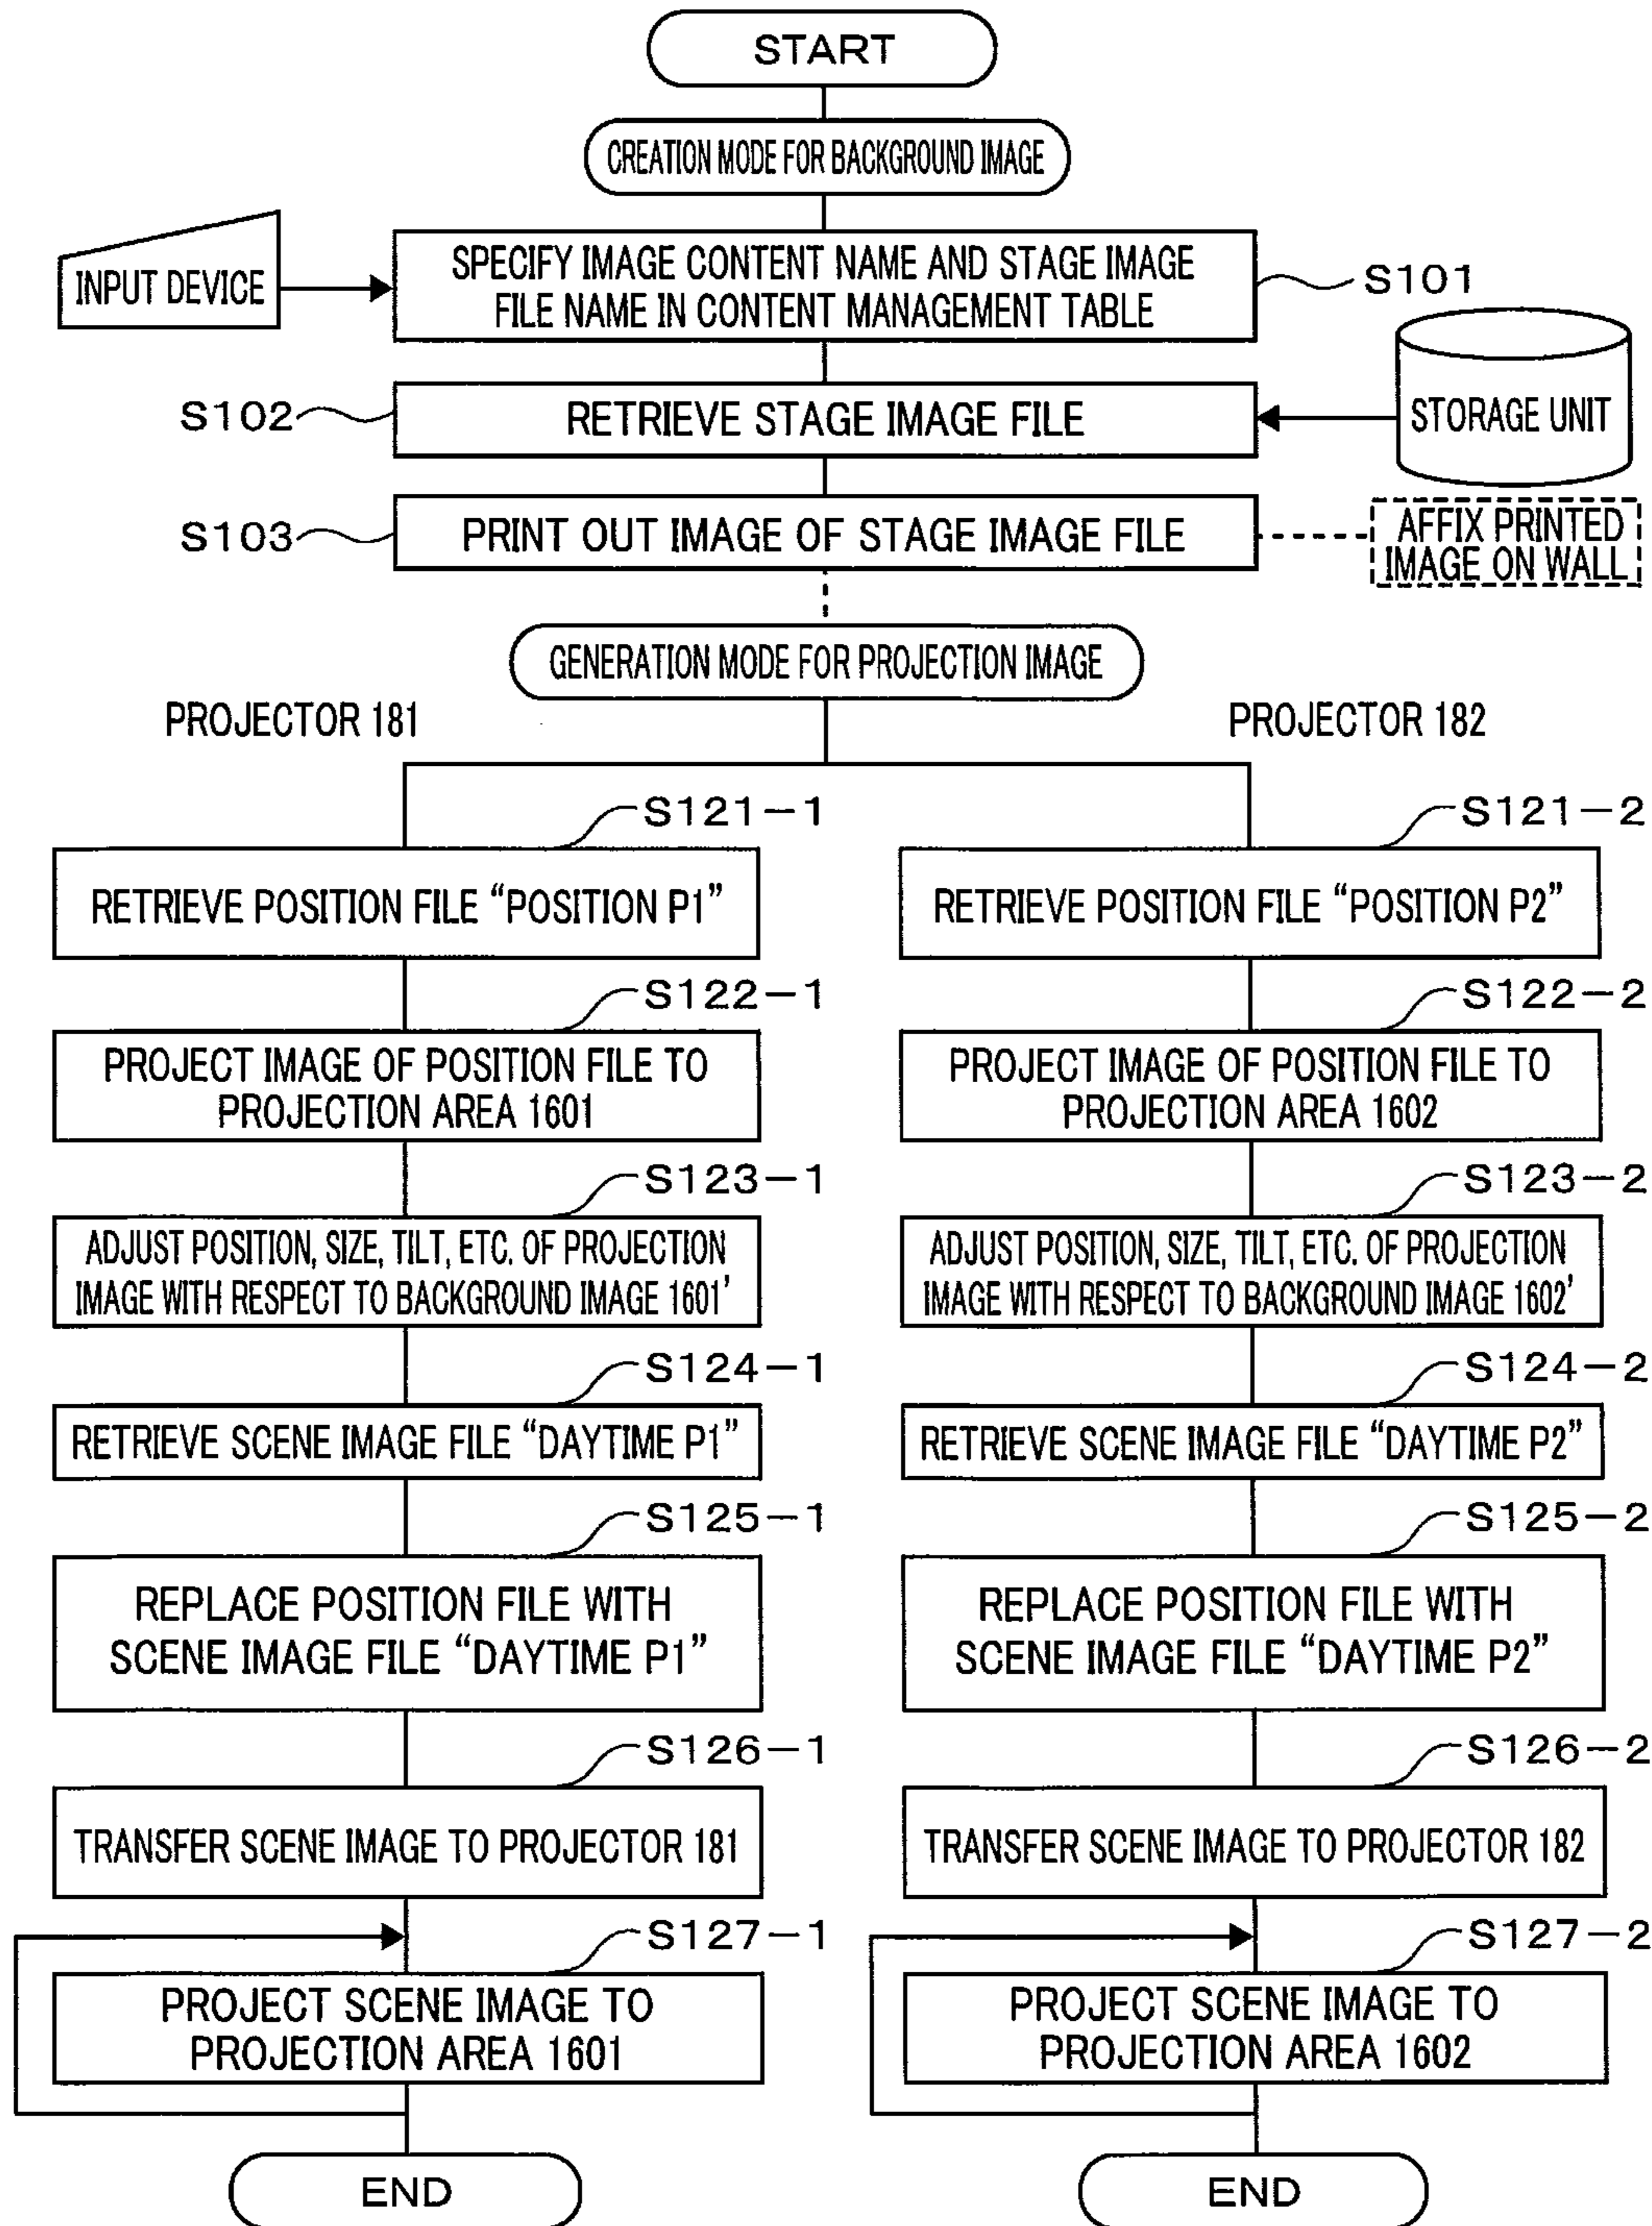 START
CREATION MODE FOR BACKGROUND IMAGE
INPUT DEVICE
SPECIFY IMAGE CONTENT NAME AND STAGE IMAGE
FILE NAME IN CONTENT MANAGEMENT TABLE
S101
S102
RETRIEVE STAGE IMAGE FILE
STORAGE UNIT
S103
PRINT OUT IMAGE OF STAGE IMAGE FILE
AFFIX PRINTED
IMAGE ON WALL
GENERATION MODE FOR PROJECTION IMAGE
PROJECTOR 181
PROJECTOR 182
S121-1
RETRIEVE POSITION FILE “POSITION P1”
S122-1
PROJECT IMAGE OF POSITION FILE TO
PROJECTION AREA 1601
S123-1
ADJUST POSITION, SIZE, TILT, ETC. OF PROJECTION
IMAGE WITH RESPECT TO BACKGROUND IMAGE 1601'
S124-1
RETRIEVE SCENE IMAGE FILE “DAYTIME P1”
S125-1
REPLACE POSITION FILE WITH
SCENE IMAGE FILE “DAYTIME P1”
S126-1
TRANSFER SCENE IMAGE TO PROJECTOR 181
S127-1
PROJECT SCENE IMAGE TO
PROJECTION AREA 1601
END
S121-2
RETRIEVE POSITION FILE “POSITION P2”
S122-2
PROJECT IMAGE OF POSITION FILE TO
PROJECTION AREA 1602
S123-2
ADJUST POSITION, SIZE, TILT, ETC. OF PROJECTION
IMAGE WITH RESPECT TO BACKGROUND IMAGE 1602'
S124-2
RETRIEVE SCENE IMAGE FILE “DAYTIME P2”
S125-2
REPLACE POSITION FILE WITH
SCENE IMAGE FILE “DAYTIME P2”
S126-2
TRANSFER SCENE IMAGE TO PROJECTOR 182
S127-2
PROJECT SCENE IMAGE TO
PROJECTION AREA 1602
END